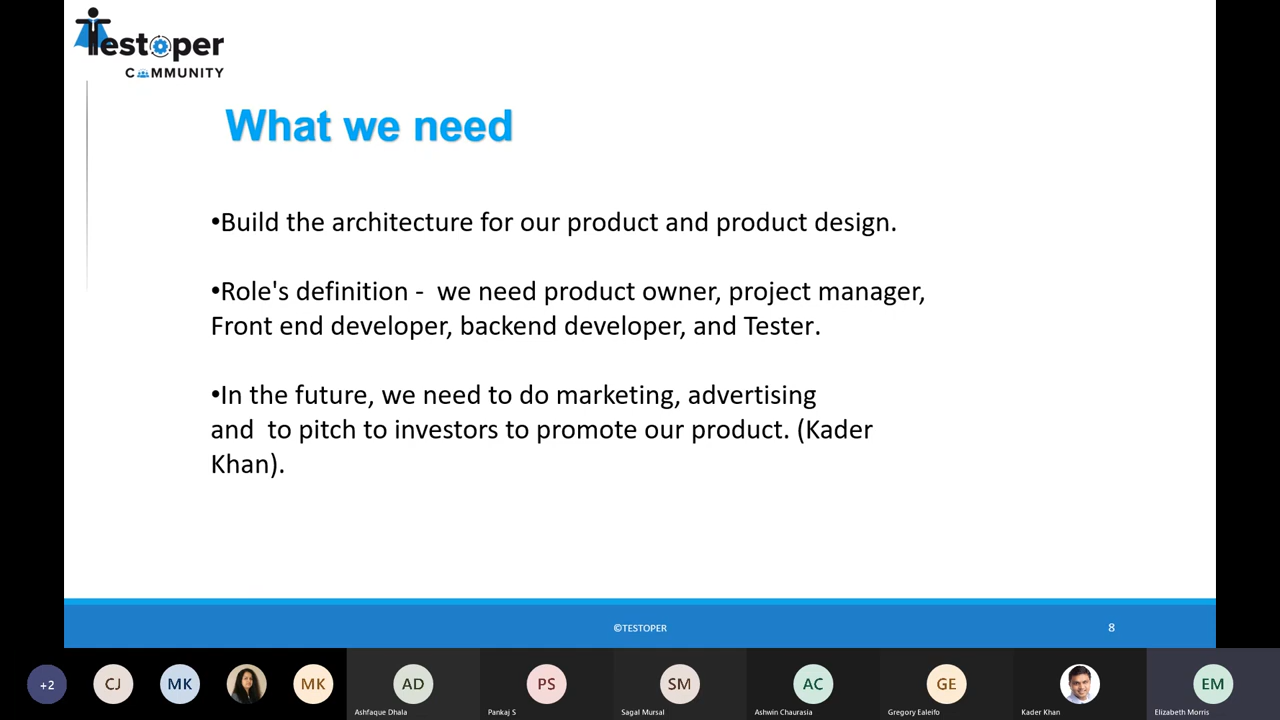 Testoper
COMMUNITY
What we need
•Build the architecture for our product and product design.
•Role's definition -  we need product owner, project manager,
Front end developer, backend developer, and Tester.
•In the future, we need to do marketing, advertising
and  to pitch to investors to promote our product. (Kader
Khan).
©TESTOPER
8
+2
CJ
MK
MK
AD
PS
SM
AC
GE
EM
Ashfaque Dhala
Pankaj S
Sagal Mursal
Ashwin Chaurasia
Gregory Ealeifo
Kader Khan
Elizabeth Morris